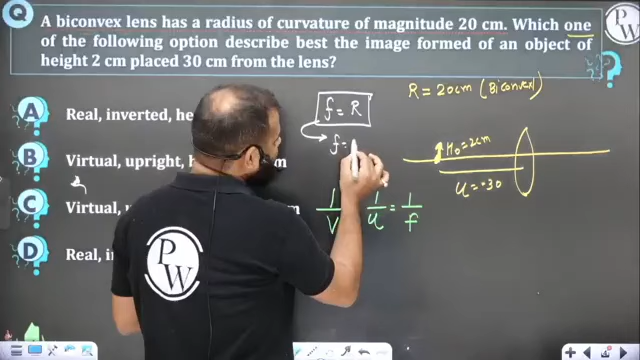 Q
A biconvex lens has a radius of curvature of magnitude 20 cm. Which one
of the following option describe best the image formed of an object of
height 2 cm placed 30 cm from the lens?
PW
A
Real, inverted,
B
Virtual, upright,
C
Virtual,
D
Real,
f = R
f =
1/V 1/u = 1/f
R = 20cm (Biconvex)
H₀ = 2cm
u = -30
PW